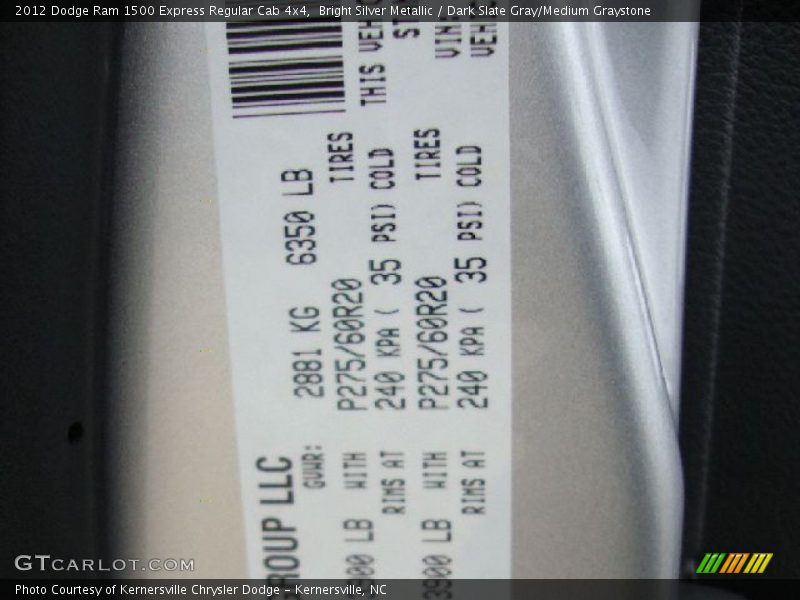 2012 Dodge Ram 1500 Express Regular Cab 4x4, Bright Silver Metallic / Dark Slate Gray/Medium Graystone
GROUP LLC
GVWR: 2881 KG 6350 LB
WITH P275/60R20 TIRES THIS VEH
LB RIMS AT 240 KPA ( 35 PSI) COLD
3900 LB WITH P275/60R20 TIRES
RIMS AT 240 KPA ( 35 PSI) COLD
GTCARLOT.COM
Photo Courtesy of Kernersville Chrysler Dodge – Kernersville, NC